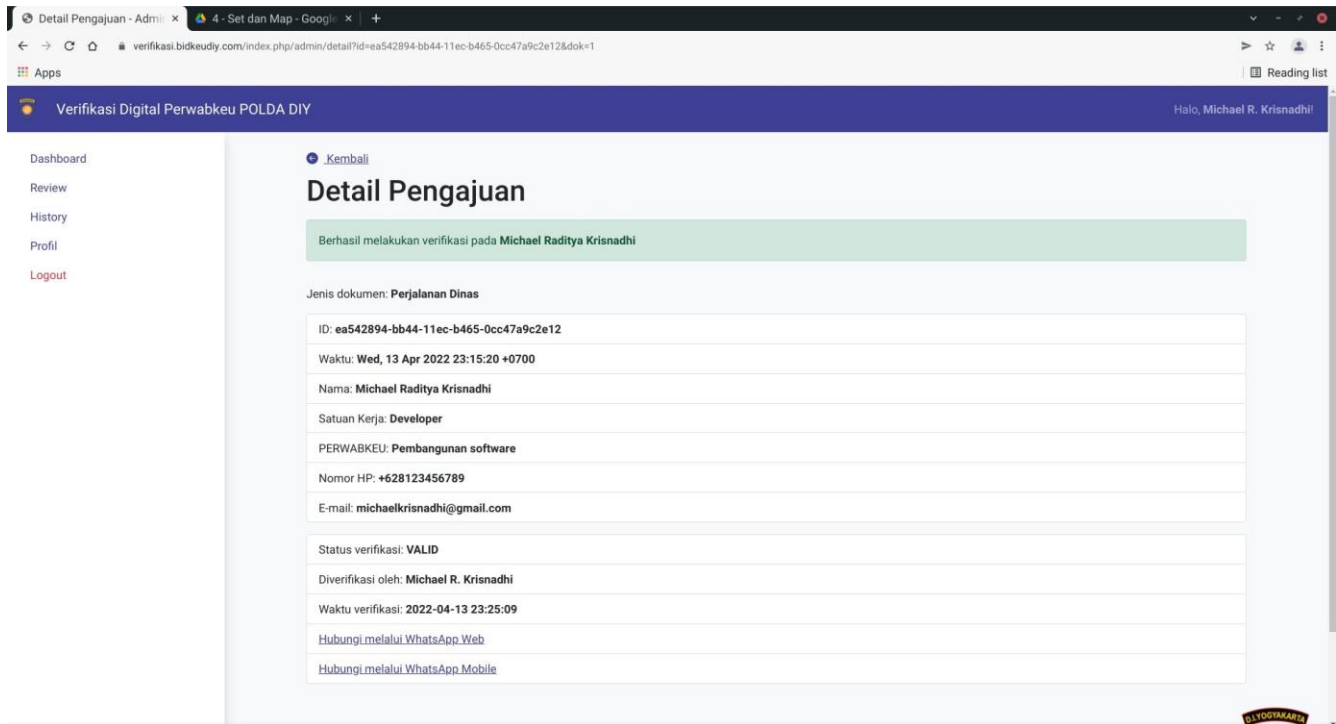 Detail Pengajuan - Admi
4 - Set dan Map - Googl
verifikasi.bidkeudiy.com/index.php/admin/detail?id=ea542894-bb44-11ec-b465-0cc47a9c2e12&dok=1
Apps
Reading list
Verifikasi Digital Perwabkeu POLDA DIY
Halo, Michael R. Krisnadhi!
Dashboard
Review
History
Profil
Logout
Kembali
Detail Pengajuan
Berhasil melakukan verifikasi pada Michael Raditya Krisnadhi
Jenis dokumen: Perjalanan Dinas
ID: ea542894-bb44-11ec-b465-0cc47a9c2e12
Waktu: Wed, 13 Apr 2022 23:15:20 +0700
Nama: Michael Raditya Krisnadhi
Satuan Kerja: Developer
PERWABKEU: Pembangunan software
Nomor HP: +628123456789
E-mail: michaelkrisnadhi@gmail.com
Status verifikasi: VALID
Diverifikasi oleh: Michael R. Krisnadhi
Waktu verifikasi: 2022-04-13 23:25:09
Hubungi melalui WhatsApp Web
Hubungi melalui WhatsApp Mobile
D.I.YOGYAKARTA